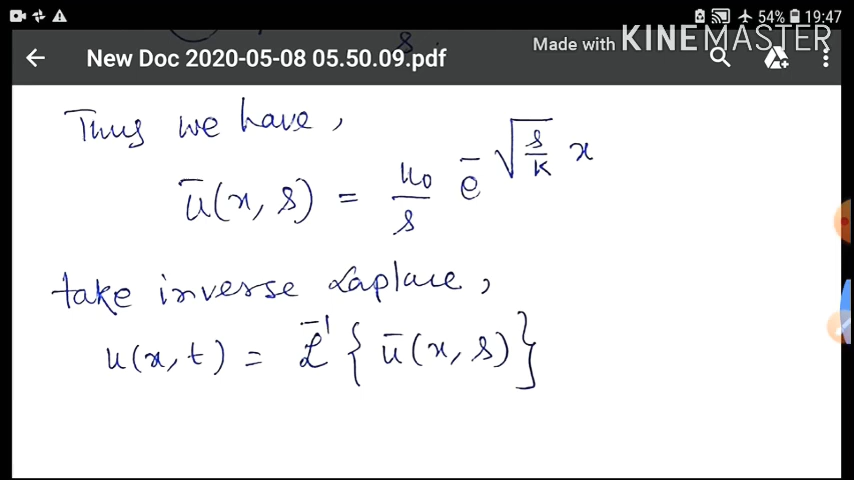 54% 19:47
Made with KINEMASTER
New Doc 2020-05-08 05.50.09.pdf
s.
Thus we have,
ū(x, s) = u₀/s e^-√(s/k) x
take inverse Laplace,
u(x, t) = ℒ⁻¹ { ū(x, s) }